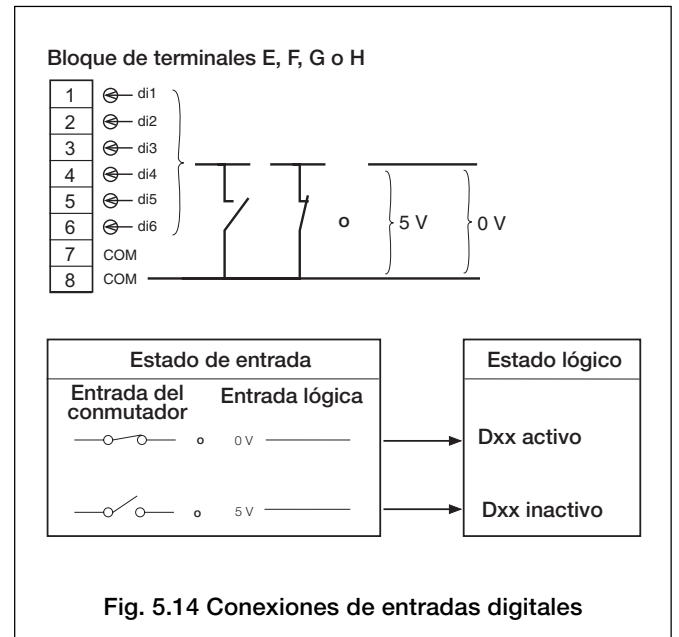 Bloque de terminales E, F, G o H
1 di1
2 di2
3 di3
4 di4
5 di5
6 di6
7 COM
8 COM
o 5 V 0 V
Estado de entrada
Estado lógico
Entrada del conmutador
Entrada lógica
o 0 V
Dxx activo
o 5 V
Dxx inactivo
Fig. 5.14 Conexiones de entradas digitales